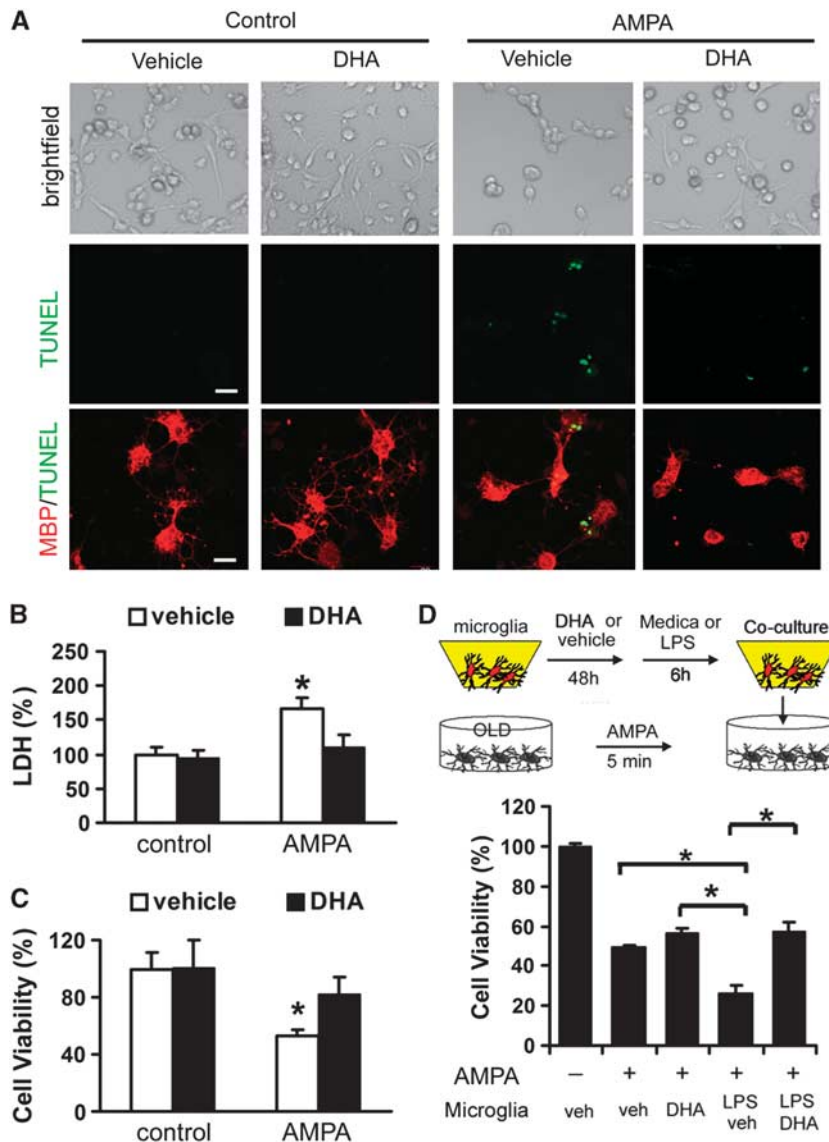 A
Control AMPA
Vehicle DHA Vehicle DHA
brightfield
TUNEL
MBP/TUNEL
B
vehicle DHA
LDH (%)
250
200
150
100
50
0
control AMPA
C
vehicle DHA
Cell Viability (%)
120
80
40
0
control AMPA
D
microglia
DHA or
vehicle
48h
Medica or
LPS
6h
Co-culture
OLD
AMPA
5 min
Cell Viability (%)
120
100
80
60
40
20
0
* * *
AMPA − + + + +
Microglia veh veh DHA LPS veh LPS DHA
* *